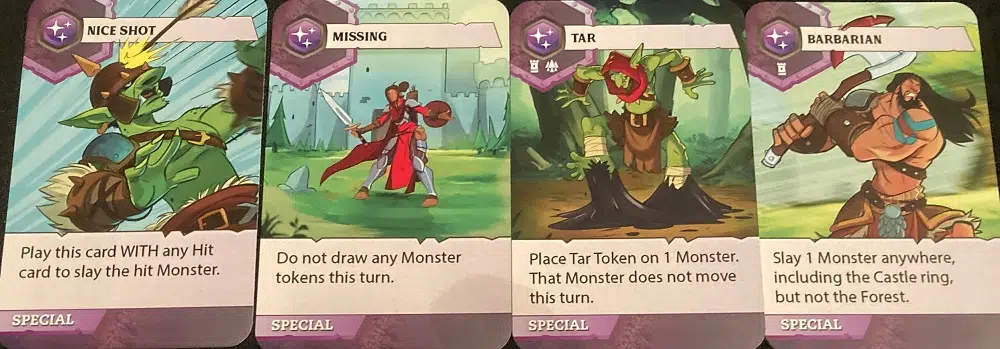 NICE SHOT
Play this card WITH any Hit
card to slay the hit Monster.
SPECIAL
MISSING
Do not draw any Monster
tokens this turn.
SPECIAL
TAR
Place Tar Token on 1 Monster.
That Monster does not move
this turn.
SPECIAL
BARBARIAN
Slay 1 Monster anywhere,
including the Castle ring,
but not the Forest.
SPECIAL